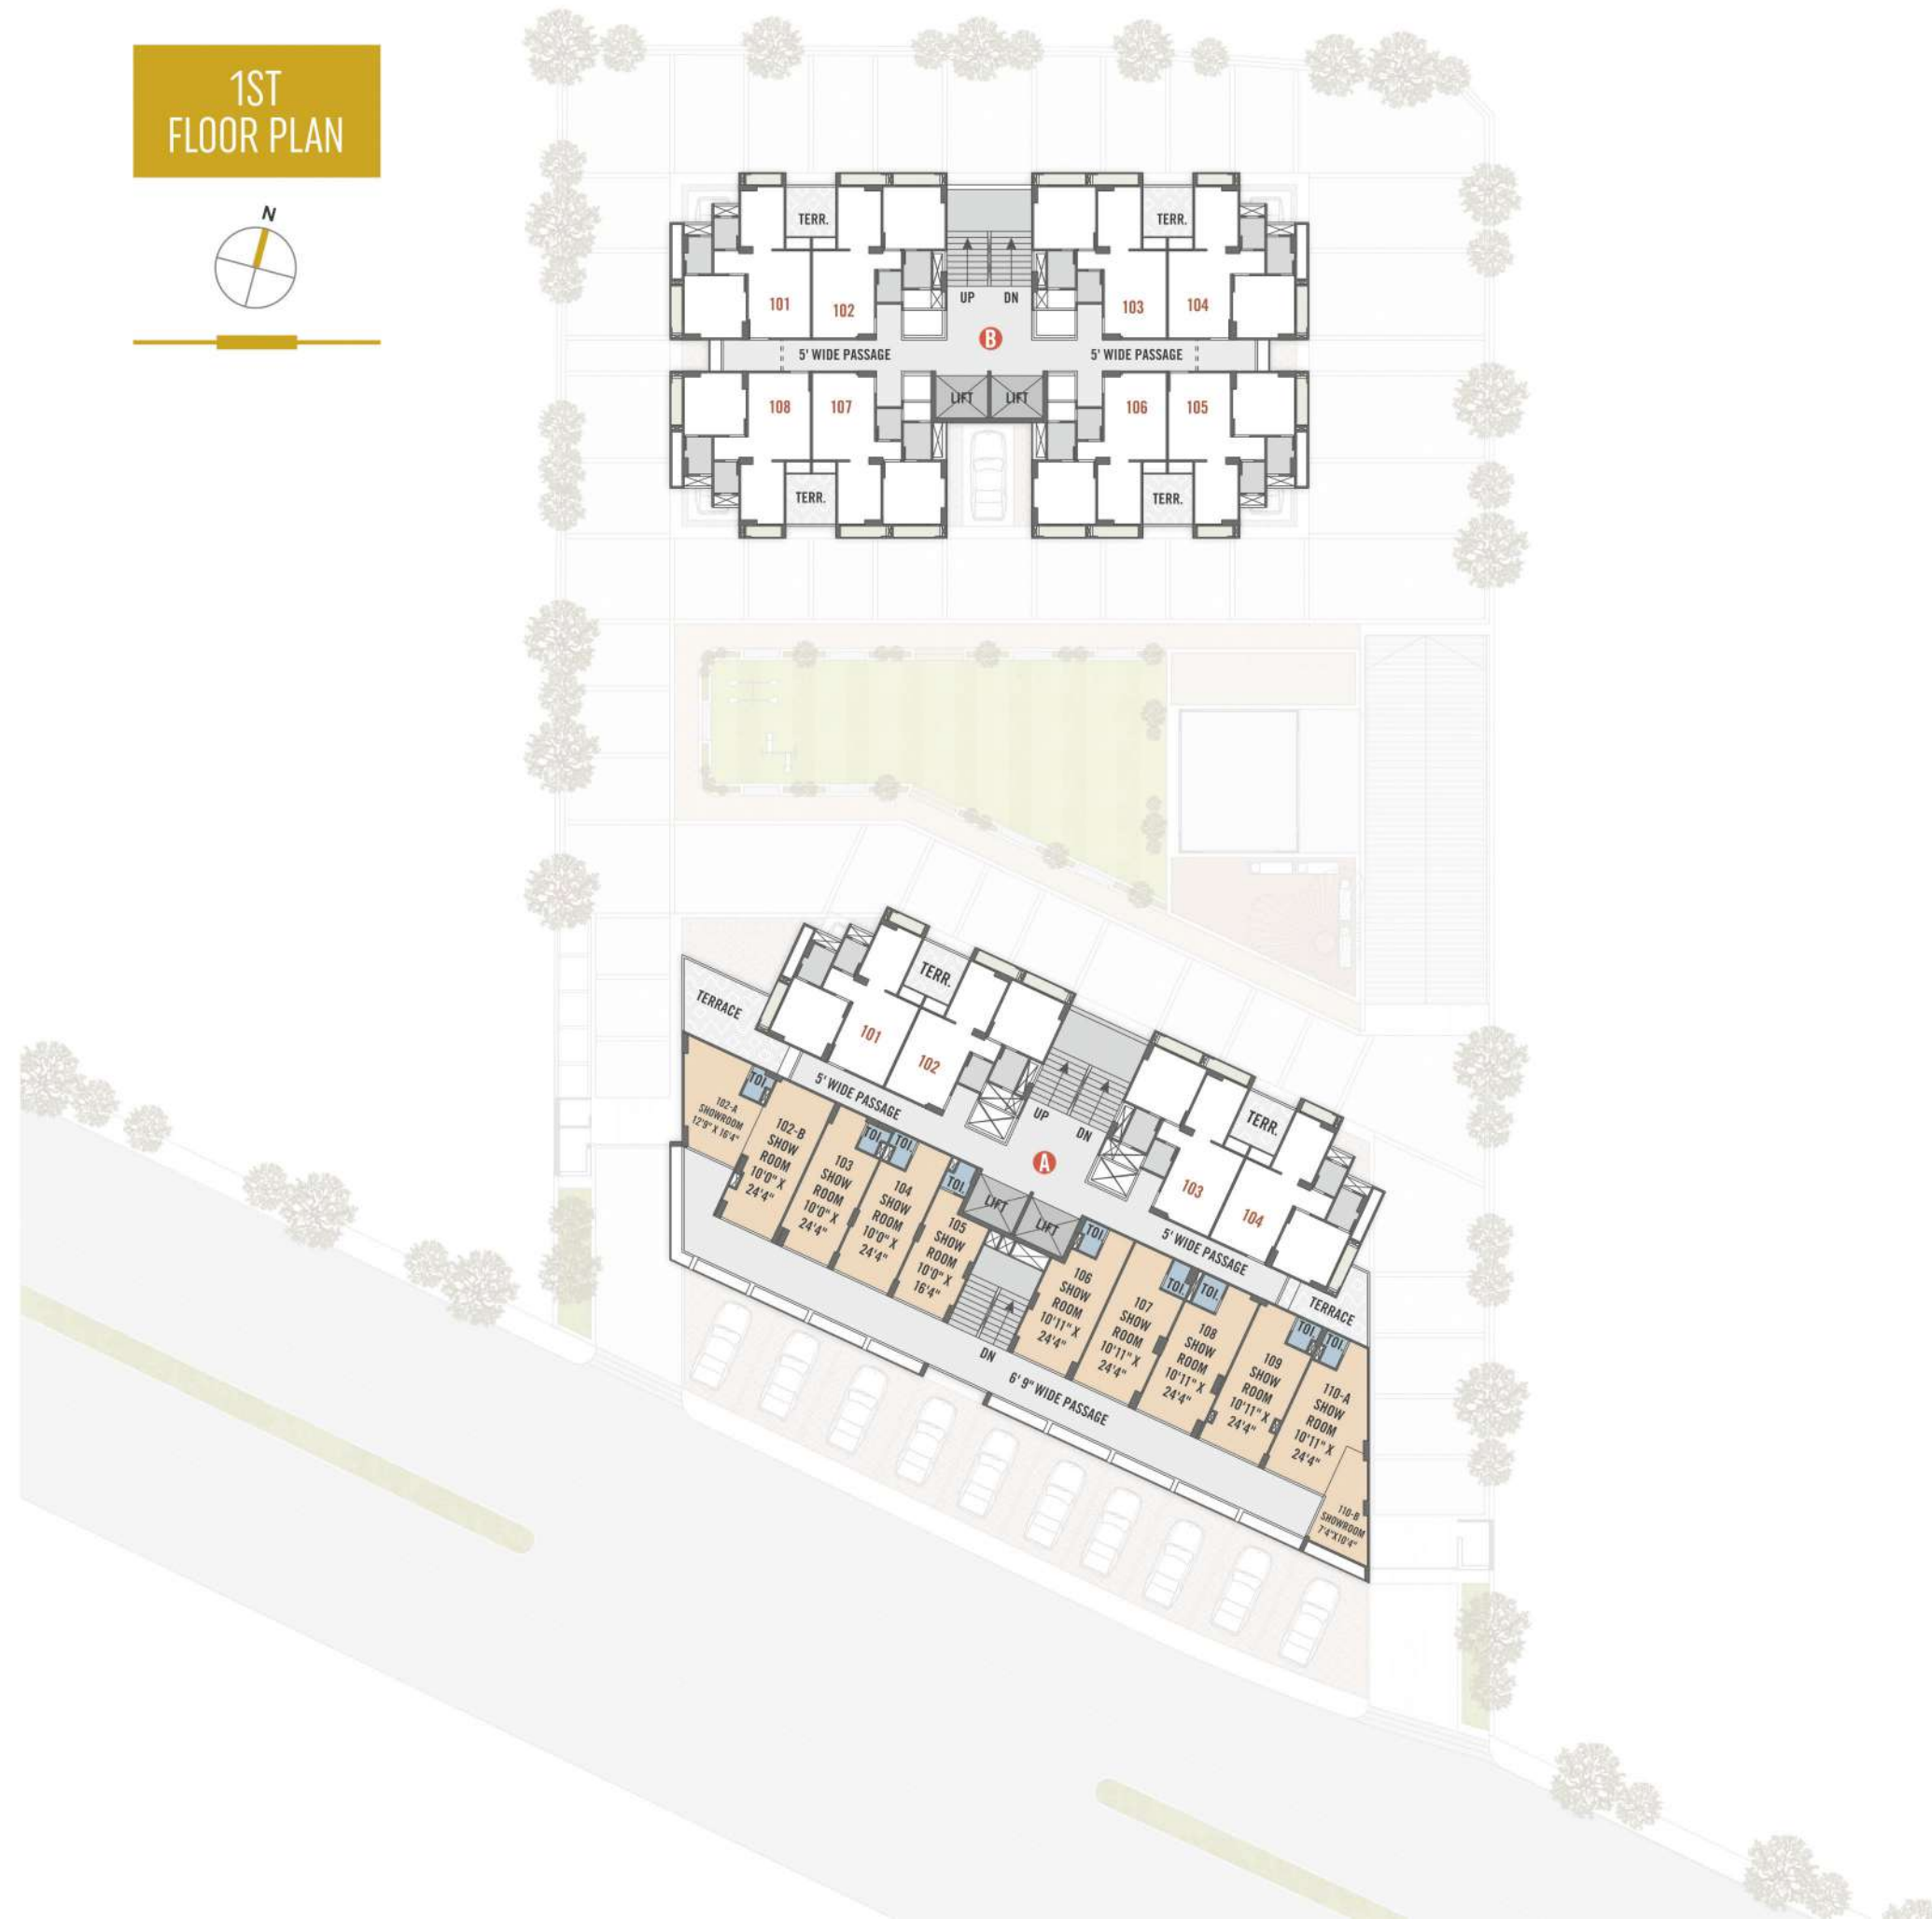 1ST
FLOOR PLAN
N
TERR.
TERR.
101
102
UP
DN
103
104
B
5' WIDE PASSAGE
5' WIDE PASSAGE
108
107
LIFT
LIFT
106
105
TERR.
TERR.
TERR.
TERRACE
101
102
5' WIDE PASSAGE
UP
DN
TERR.
A
103
104
5' WIDE PASSAGE
TERRACE
TOI.
102-A
SHOWROOM
12'9" X 16'4"
102-B
SHOW
ROOM
10'0" X
24'4"
TOI.
TOI.
103
SHOW
ROOM
10'0" X
24'4"
104
SHOW
ROOM
10'0" X
24'4"
TOI.
105
SHOW
ROOM
10'0" X
16'4"
LIFT
LIFT
DN
TOI.
106
SHOW
ROOM
10'11" X
24'4"
107
SHOW
ROOM
10'11" X
24'4"
TOI.
TOI.
108
SHOW
ROOM
10'11" X
24'4"
109
SHOW
ROOM
10'11" X
24'4"
TOI.
TOI.
110-A
SHOW
ROOM
10'11" X
24'4"
110-B
SHOWROOM
7'4"X10'4"
6' 9" WIDE PASSAGE